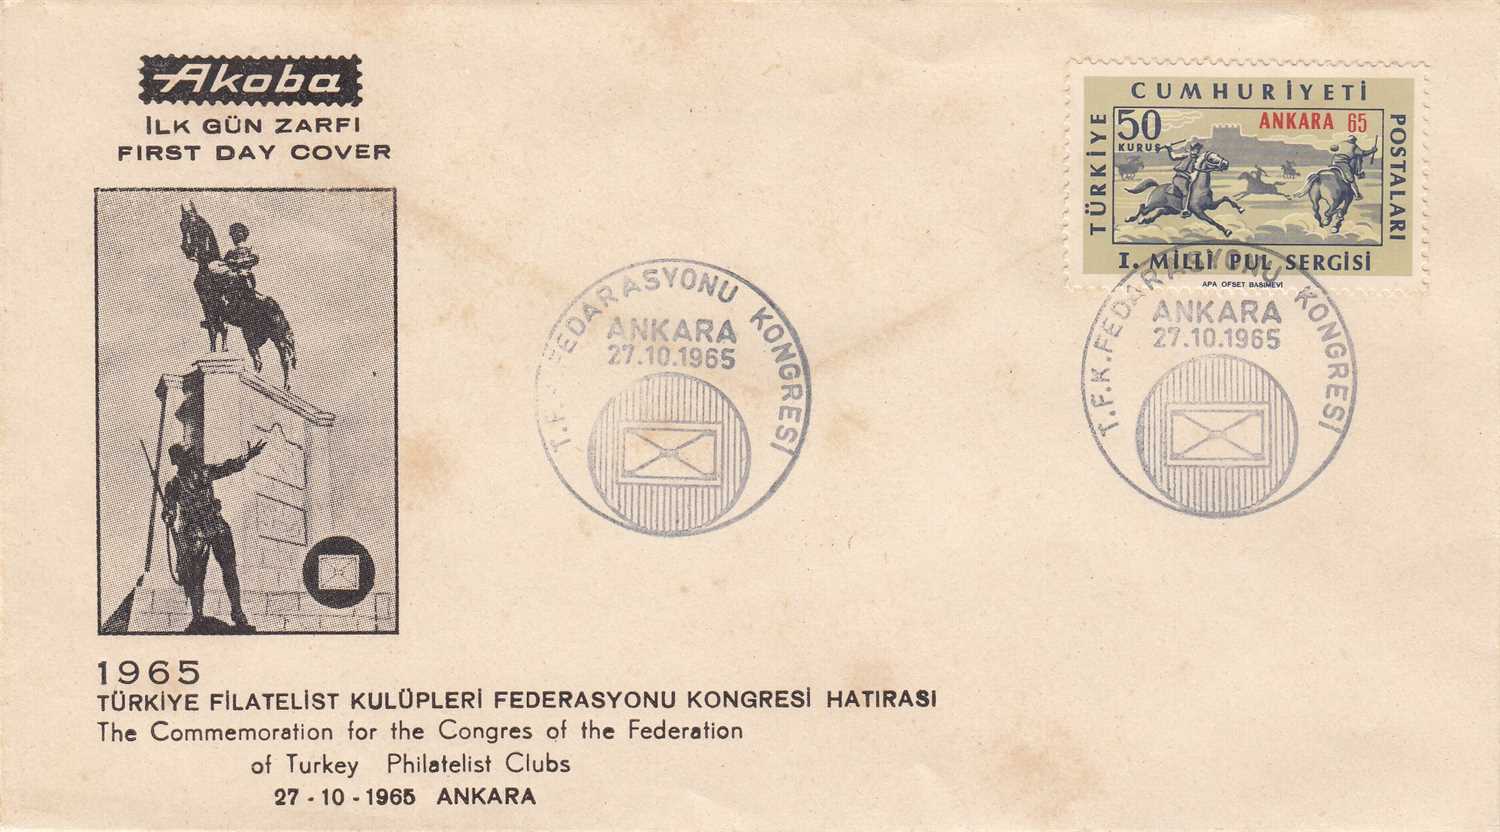 Akoba
İLK GÜN ZARFI
FIRST DAY COVER
TÜRKİYE
CUMHURİYETİ
POSTALARI
50
KURUŞ
ANKARA 65
I. MİLLİ PUL SERGİSİ
APA OFSET BASIMEVİ
T.F.K. FEDARASYONU KONGRESI
ANKARA
27.10.1965
T.F.K. FEDARASYONU KONGRESI
ANKARA
27.10.1965
1965
TÜRKİYE FİLATELİST KULÜPLERİ FEDERASYONU KONGRESİ HATIRASI
The Commemoration for the Congres of the Federation
of Turkey Philatelist Clubs
27 - 10 - 1965 ANKARA